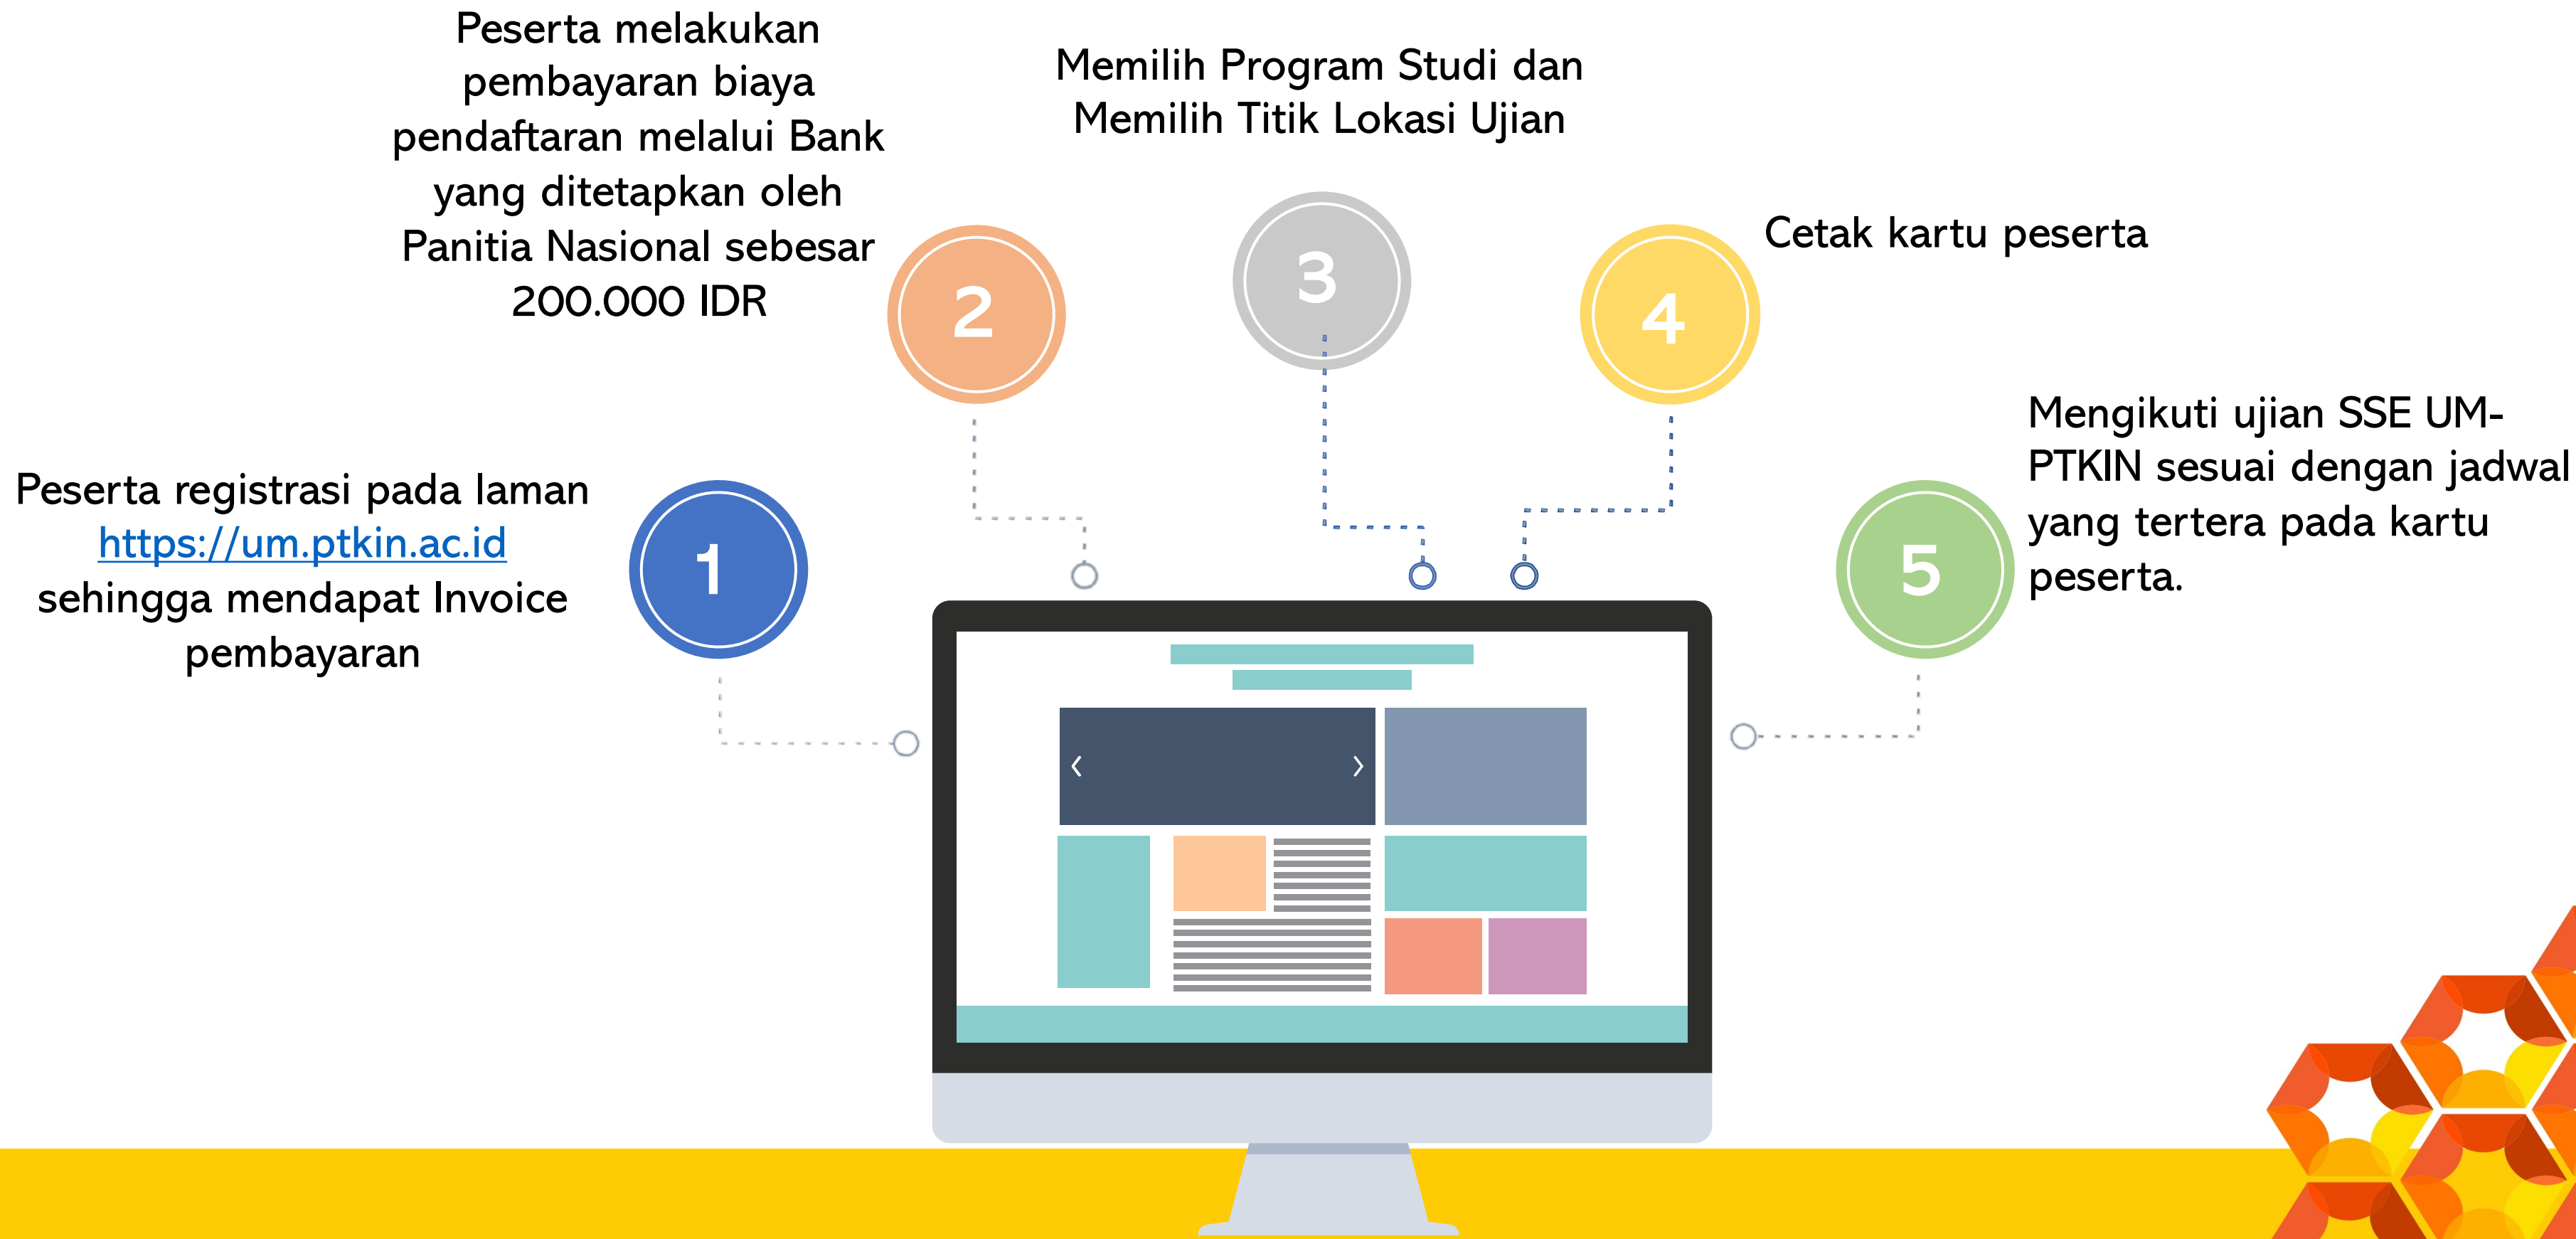 Peserta registrasi pada laman
https://um.ptkin.ac.id
sehingga mendapat Invoice
pembayaran
1
Peserta melakukan
pembayaran biaya
pendaftaran melalui Bank
yang ditetapkan oleh
Panitia Nasional sebesar
200.000 IDR
2
Memilih Program Studi dan
Memilih Titik Lokasi Ujian
3
Cetak kartu peserta
4
Mengikuti ujian SSE UM-
PTKIN sesuai dengan jadwal
yang tertera pada kartu
peserta.
5